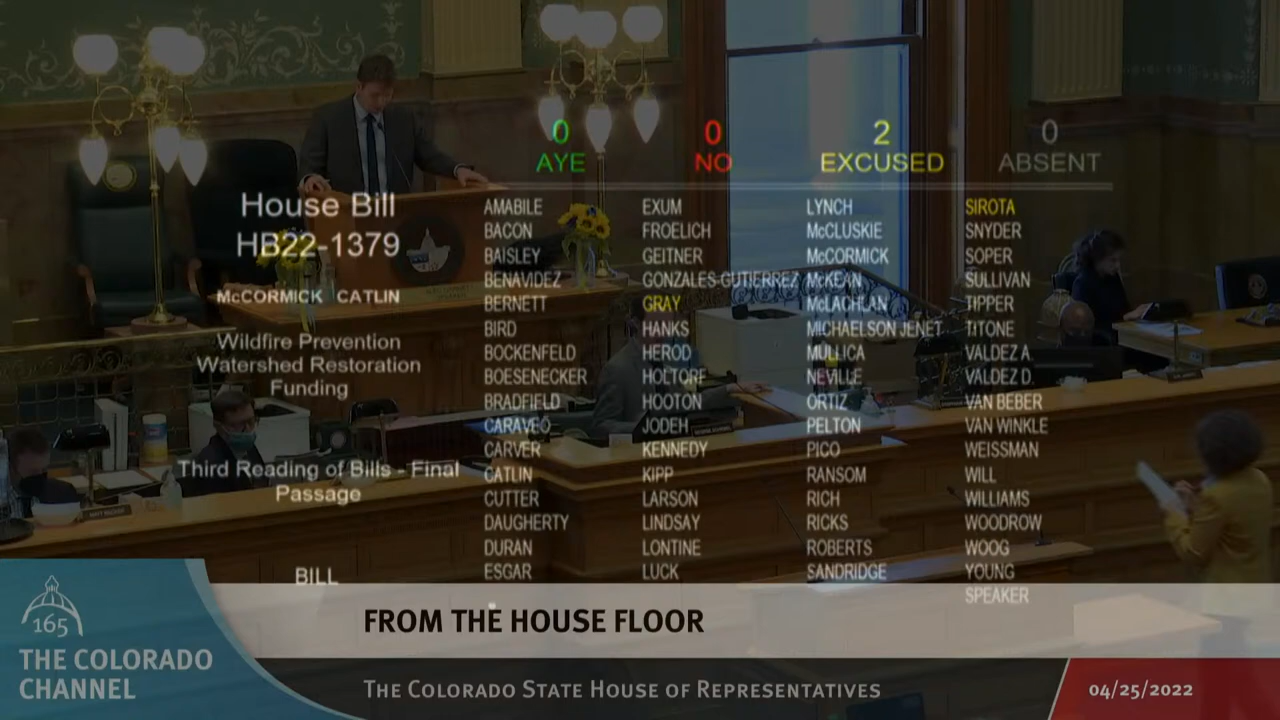 0
AYE
0
NO
2
EXCUSED
0
ABSENT
House Bill
HB22-1379
McCORMICK CATLIN
Wildfire Prevention
Watershed Restoration
Funding
Third Reading of Bills - Final
Passage
BILL
AMABILE
BACON
BAISLEY
BENAVIDEZ
BERNETT
BIRD
BOCKENFELD
BOESENECKER
BRADFIELD
CARAVEO
CARVER
CATLIN
CUTTER
DAUGHERTY
DURAN
ESGAR
EXUM
FROELICH
GEITNER
GONZALES-GUTIERREZ
GRAY
HANKS
HEROD
HOLTORF
HOOTON
JODEH
KENNEDY
KIPP
LARSON
LINDSAY
LONTINE
LUCK
LYNCH
McCLUSKIE
McCORMICK
McKEAN
McLACHLAN
MICHAELSON JENET
MULLICA
NEVILLE
ORTIZ
PELTON
PICO
RANSOM
RICH
RICKS
ROBERTS
SANDRIDGE
SIROTA
SNYDER
SOPER
SULLIVAN
TIPPER
TITONE
VALDEZ A.
VALDEZ D.
VAN BEBER
VAN WINKLE
WEISSMAN
WILL
WILLIAMS
WOODROW
WOOG
YOUNG
SPEAKER
165
THE COLORADO
CHANNEL
FROM THE HOUSE FLOOR
THE COLORADO STATE HOUSE OF REPRESENTATIVES
04/25/2022